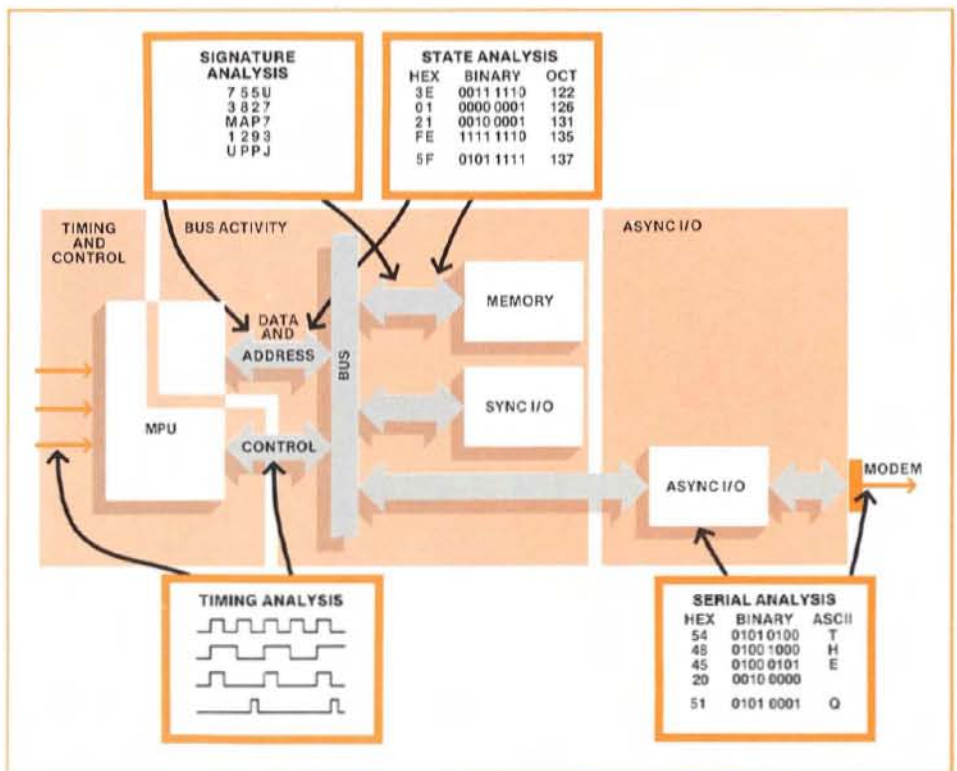 SIGNATURE
ANALYSIS
7 5 5 U
3 8 2 7
MAP7
1 2 9 3
U P P J
STATE ANALYSIS
HEX BINARY OCT
3E 0011 1110 122
01 0000 0001 126
21 0010 0001 131
FE 1111 1110 135
5F 0101 1111 137
TIMING
AND
CONTROL
BUS ACTIVITY
ASYNC I/O
MPU
DATA
AND
ADDRESS
CONTROL
BUS
MEMORY
SYNC I/O
ASYNC I/O
MODEM
TIMING ANALYSIS
SERIAL ANALYSIS
HEX BINARY ASCII
54 0101 0100 T
48 0100 1000 H
45 0100 0101 E
20 0010 0000
51 0101 0001 Q